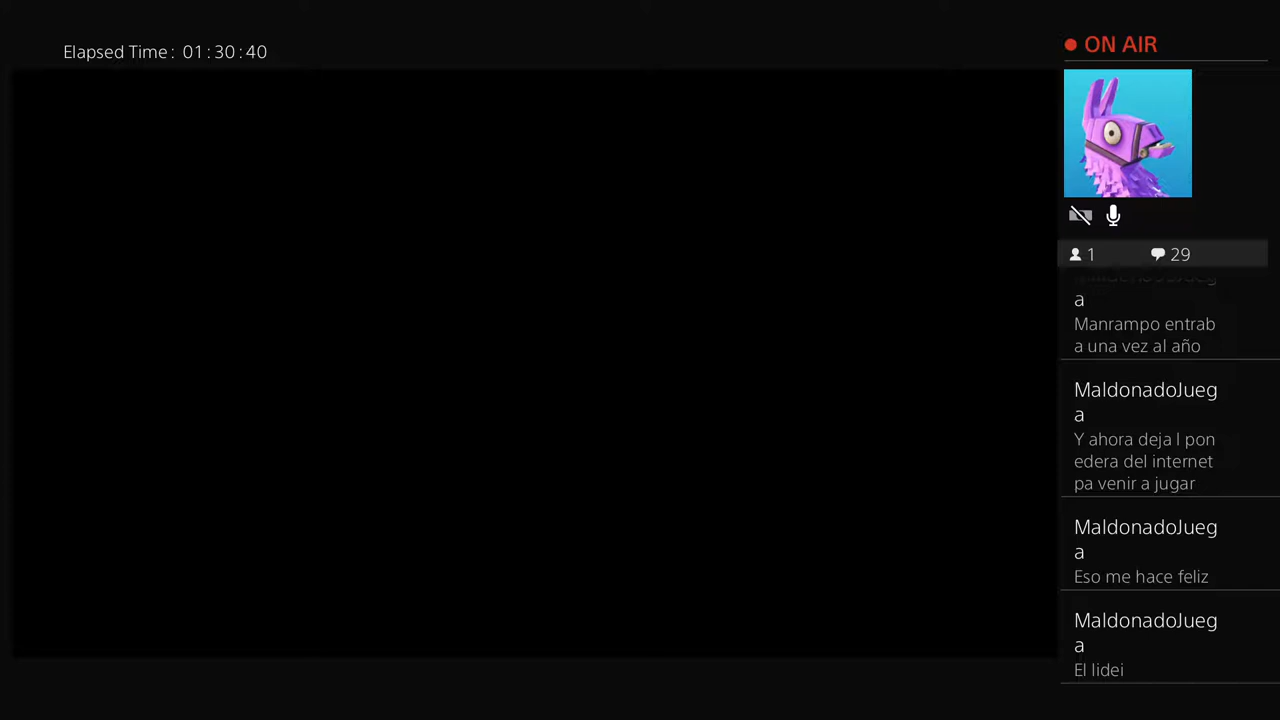 Elapsed Time: 01:30:40
ON AIR
1 29
a
Manrampo entrab
a una vez al año
MaldonadoJueg
a
Y ahora deja l pon
edera del internet
pa venir a jugar
MaldonadoJueg
a
Eso me hace feliz
MaldonadoJueg
a
El lidei